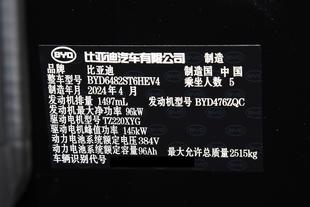 BYD 比亚迪汽车有限公司 制造
品牌 比亚迪 制造国 中国
整车型号 BYD6482ST6HEV4 乘坐人数 5
制造年月 2024年4月
发动机排量 1497mL 发动机型号 BYD476ZQC
发动机最大净功率 96kW
驱动电机型号 TZ220XYG
驱动电机峰值功率 145kW
动力电池系统额定电压 384V
动力电池系统额定容量 96Ah 最大允许总质量 2515kg
车辆识别代号